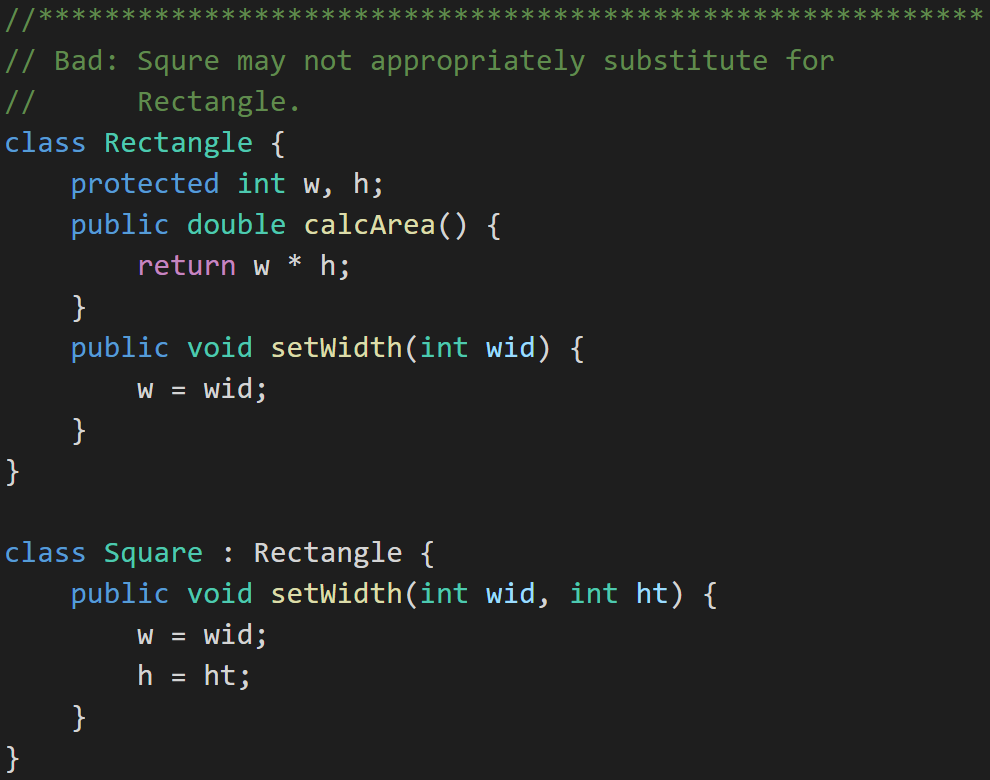 //*********************************************************
// Bad: Squre may not appropriately substitute for
//      Rectangle.
class Rectangle {
    protected int w, h;
    public double calcArea() {
        return w * h;
    }
    public void setWidth(int wid) {
        w = wid;
    }
}

class Square : Rectangle {
    public void setWidth(int wid, int ht) {
        w = wid;
        h = ht;
    }
}